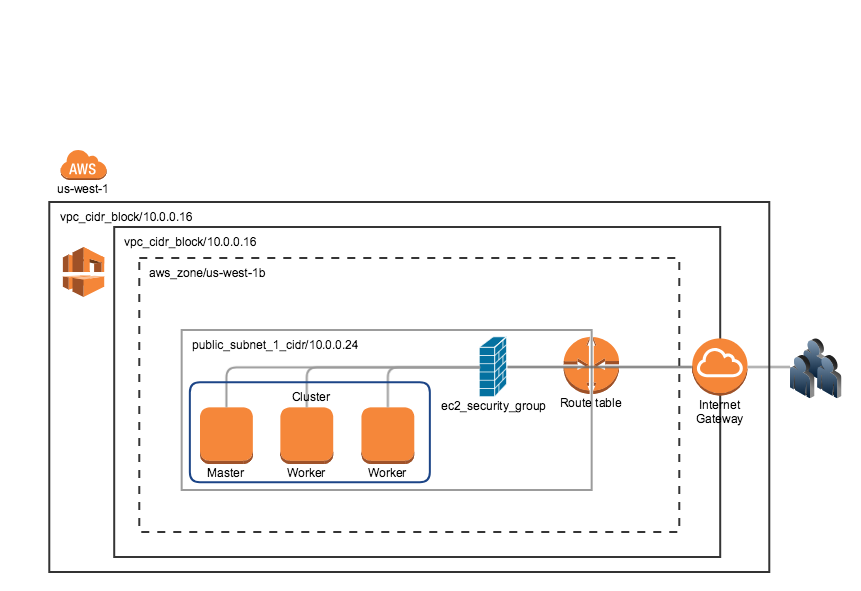 AWS
us-west-1
vpc_cidr_block/10.0.0.16
vpc_cidr_block/10.0.0.16
aws_zone/us-west-1b
public_subnet_1_cidr/10.0.0.24
Cluster
ec2_security_group
Route table
Internet
Gateway
Master
Worker
Worker